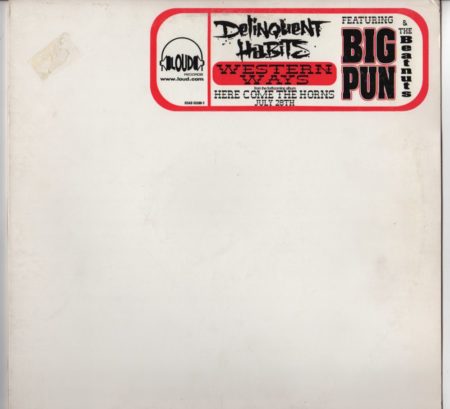 LOUD
RECORDS
www.loud.com
Delinquent
Habits
WESTERN
WAYS
from the forthcoming album
HERE COME THE HORNS
JULY 28TH
FEATURING
BIG
PUN
& THE
Beatnuts